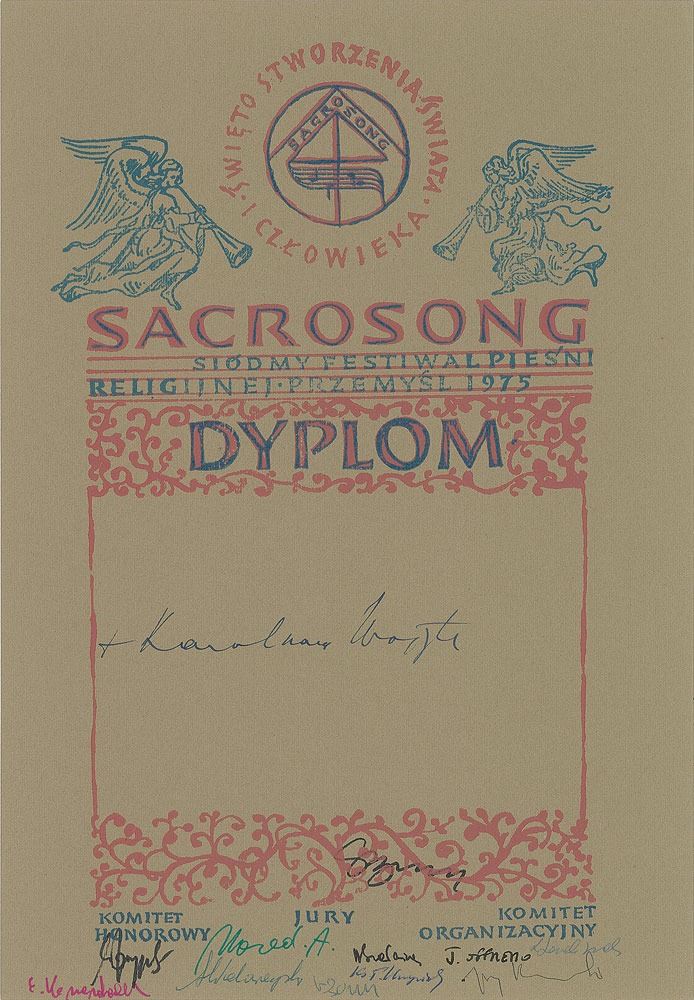 ŚWIĘTO STWORZENIA ŚWIATA · I CZŁOWIEKA ·
SACROSONG
SACROSONG
SIÓDMY FESTIWAL PIEŚNI
RELIGIJNEJ · PRZEMYŚL 1975
DYPLOM
+ Karol kard Wojtyła
KOMITET
HONOROWY
JURY
KOMITET
ORGANIZACYJNY